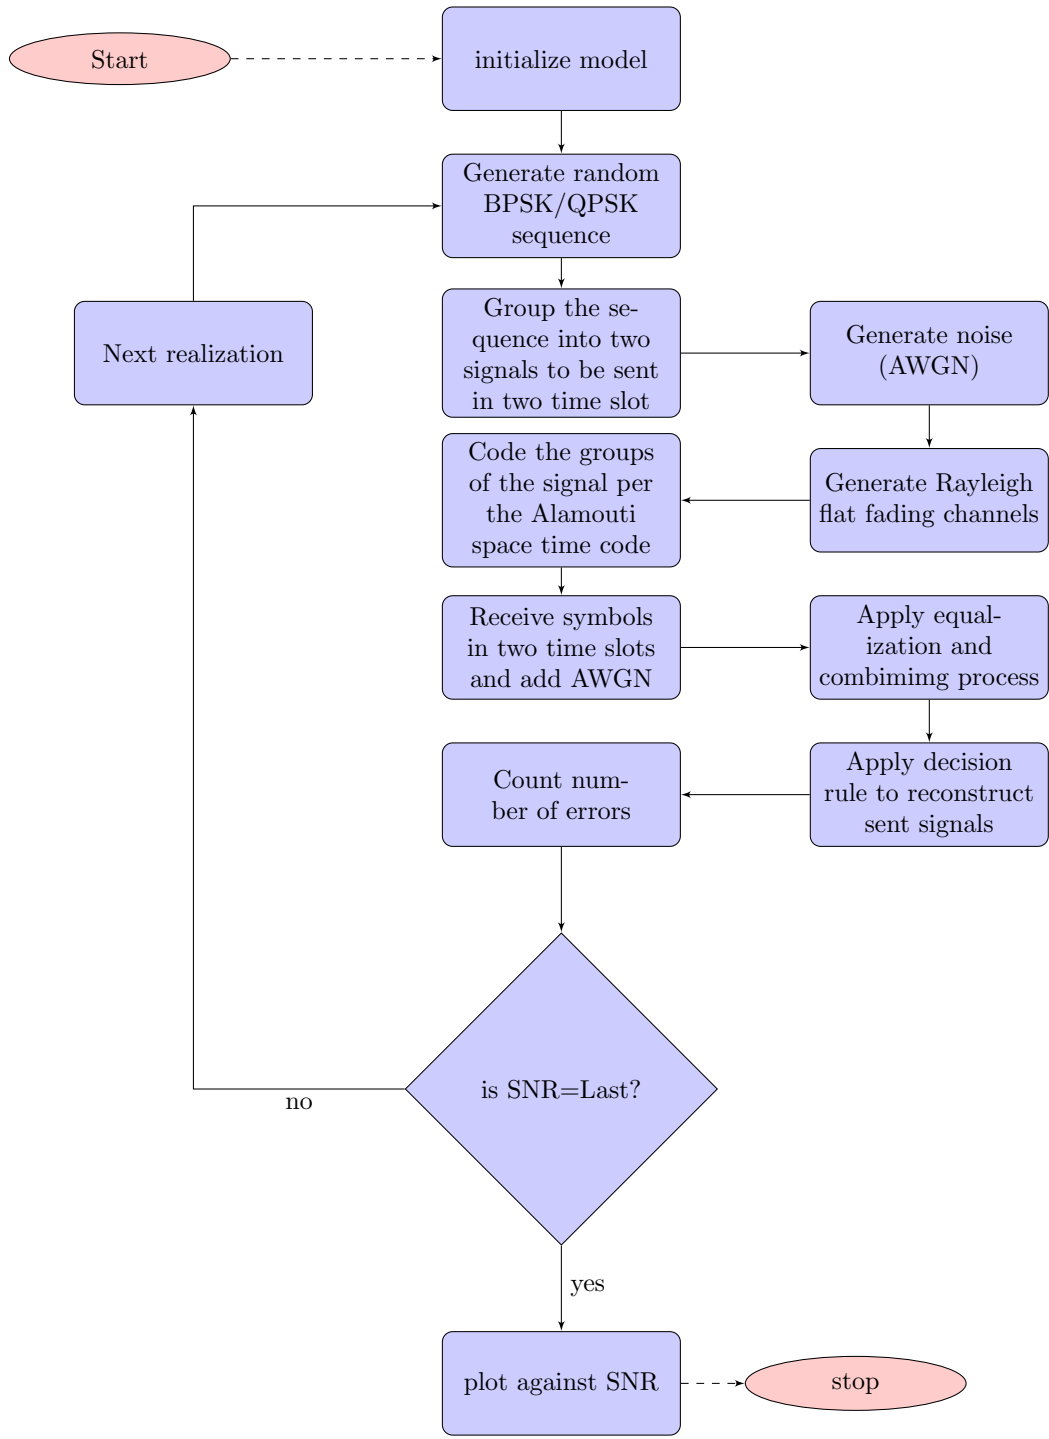 Start
initialize model
Generate random
BPSK/QPSK
sequence
Group the se-
quence into two
signals to be sent
in two time slot
Generate noise
(AWGN)
Next realization
Code the groups
of the signal per
the Alamouti
space time code
Generate Rayleigh
flat fading channels
Receive symbols
in two time slots
and add AWGN
Apply equal-
ization and
combimimg process
Count num-
ber of errors
Apply decision
rule to reconstruct
sent signals
is SNR=Last?
no
yes
plot against SNR
stop